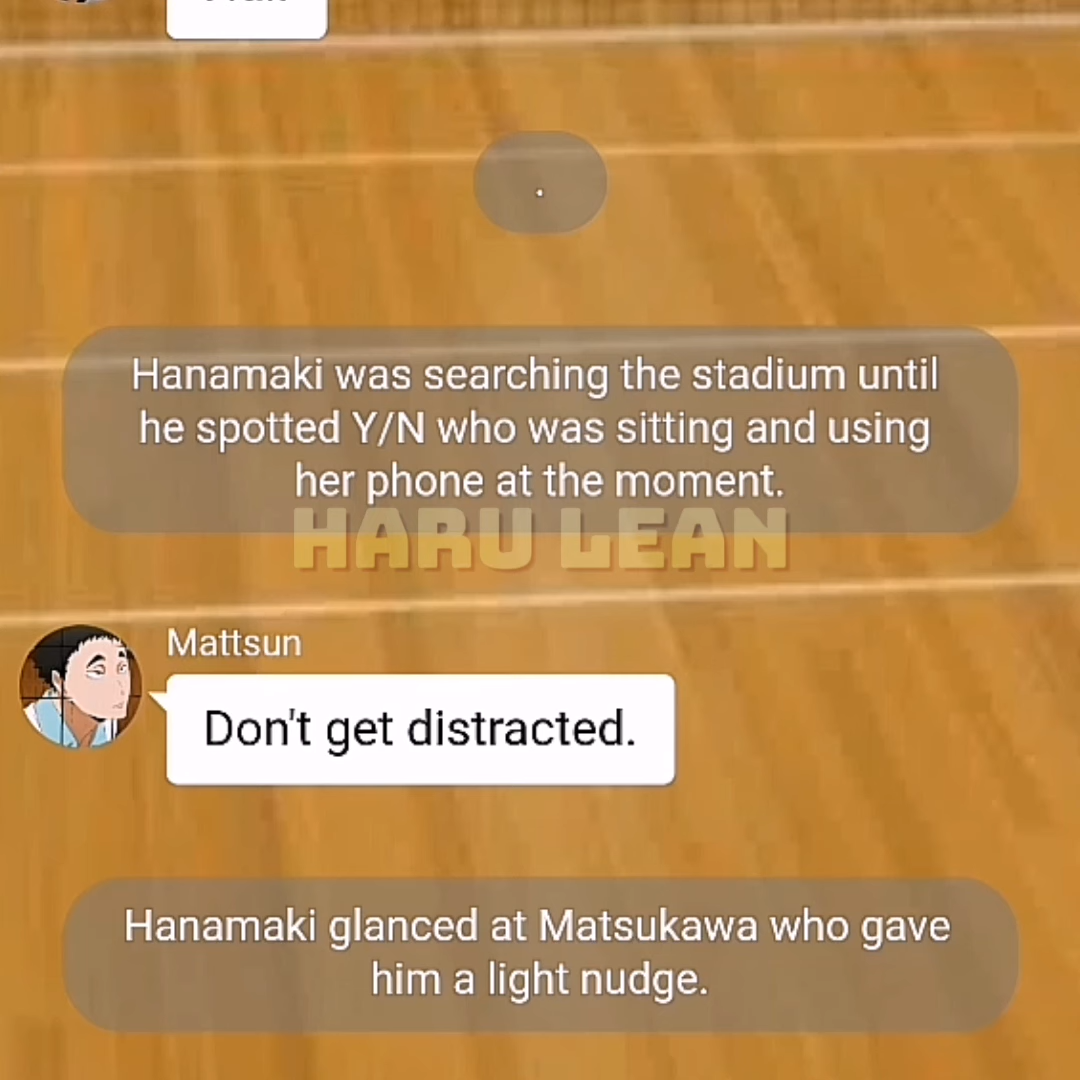 .
Hanamaki was searching the stadium until
he spotted Y/N who was sitting and using
her phone at the moment.
HARU LEAN
Mattsun
Don't get distracted.
Hanamaki glanced at Matsukawa who gave
him a light nudge.